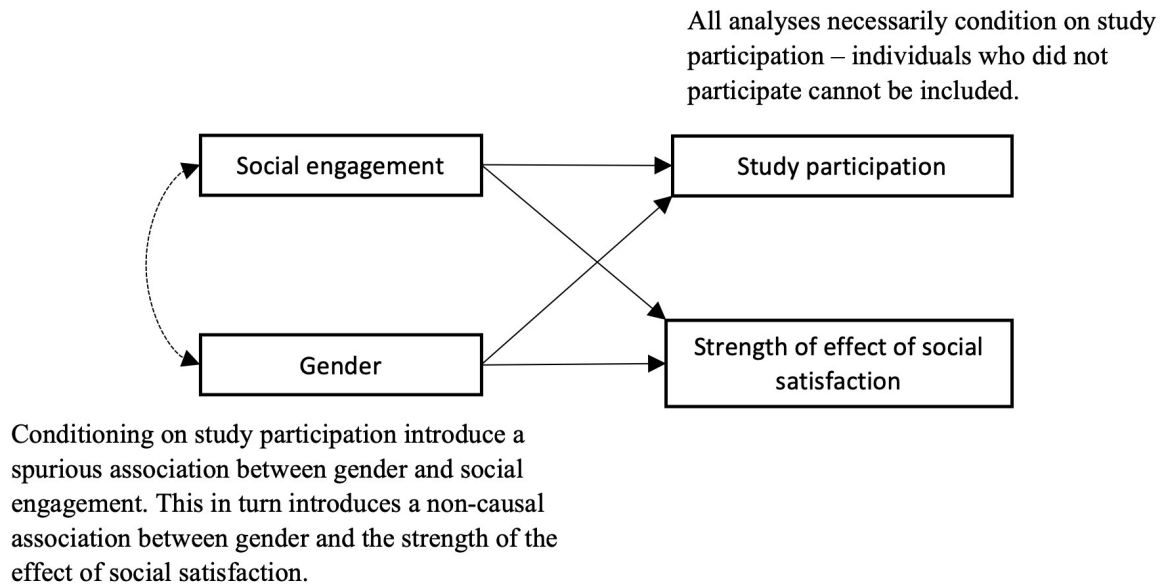 All analyses necessarily condition on study
participation – individuals who did not
participate cannot be included.
Social engagement
Study participation
Gender
Strength of effect of social
satisfaction
Conditioning on study participation introduce a
spurious association between gender and social
engagement. This in turn introduces a non-causal
association between gender and the strength of the
effect of social satisfaction.